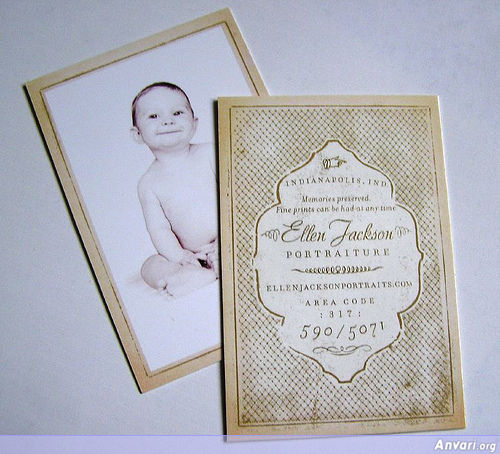 INDIANAPOLIS, IND.
Memories preserved.
Fine prints can be had at any time
Ellen Jackson
PORTRAITURE
ELLENJACKSONPORTRAITS.COM
AREA CODE
: 317 :
590/5071
Anvari.org